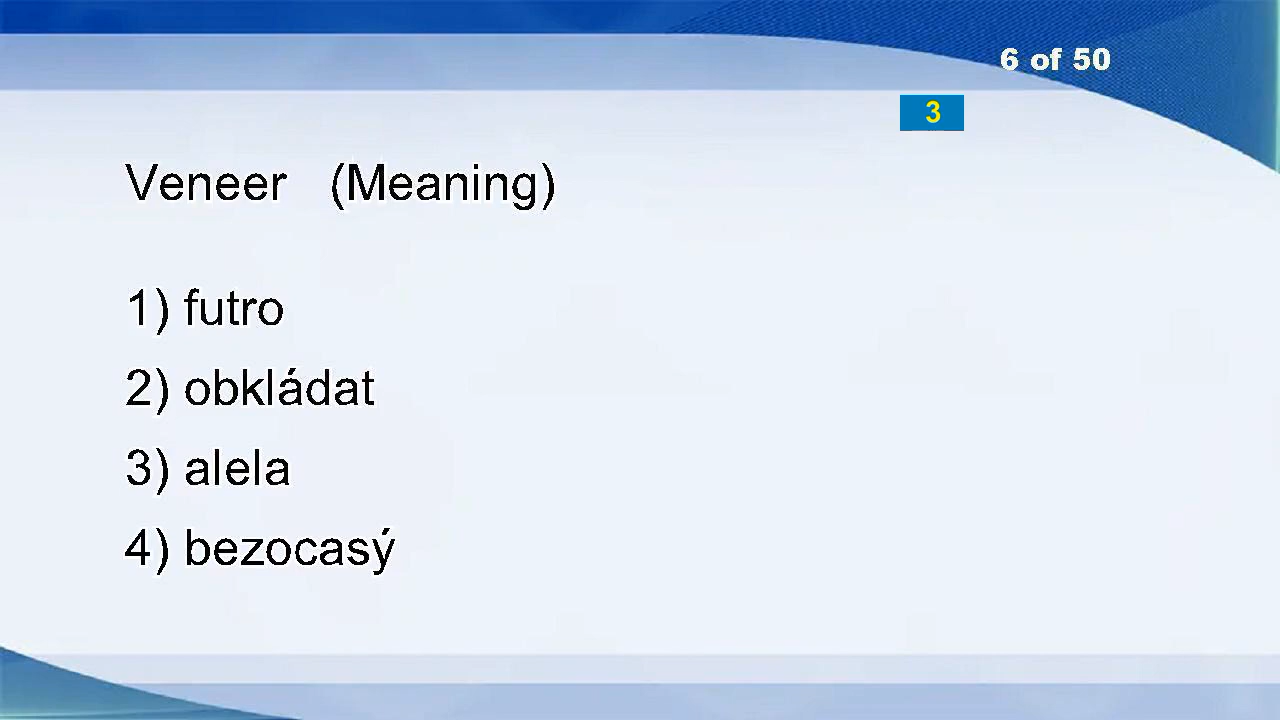 6 of 50
3
Veneer (Meaning)
1) futro
2) obkládat
3) alela
4) bezocasý